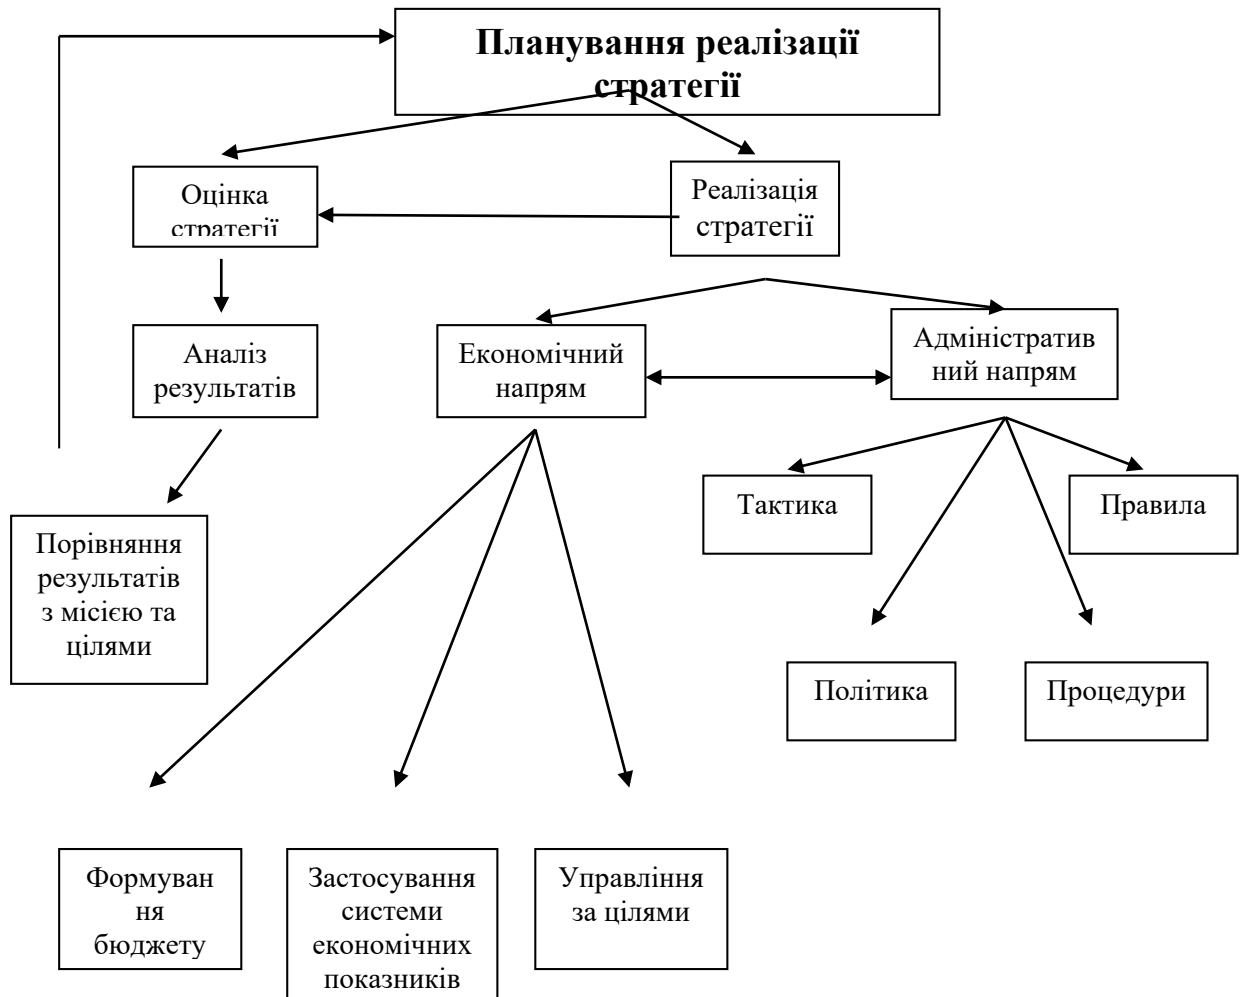 Планування реалізації
стратегії
Оцінка
стратегії
Реалізація
стратегії
Аналіз
результатів
Економічний
напрям
Адміністратив
ний напрям
Тактика
Правила
Порівняння
результатів
з місією та
цілями
Політика
Процедури
Формуван
ня
бюджету
Застосування
системи
економічних
показників
Управління
за цілями